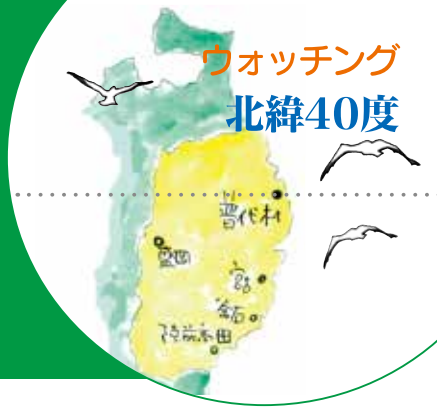 ウォッチング
北緯40度
普代村
盛岡
宮古
釜石
陸前高田